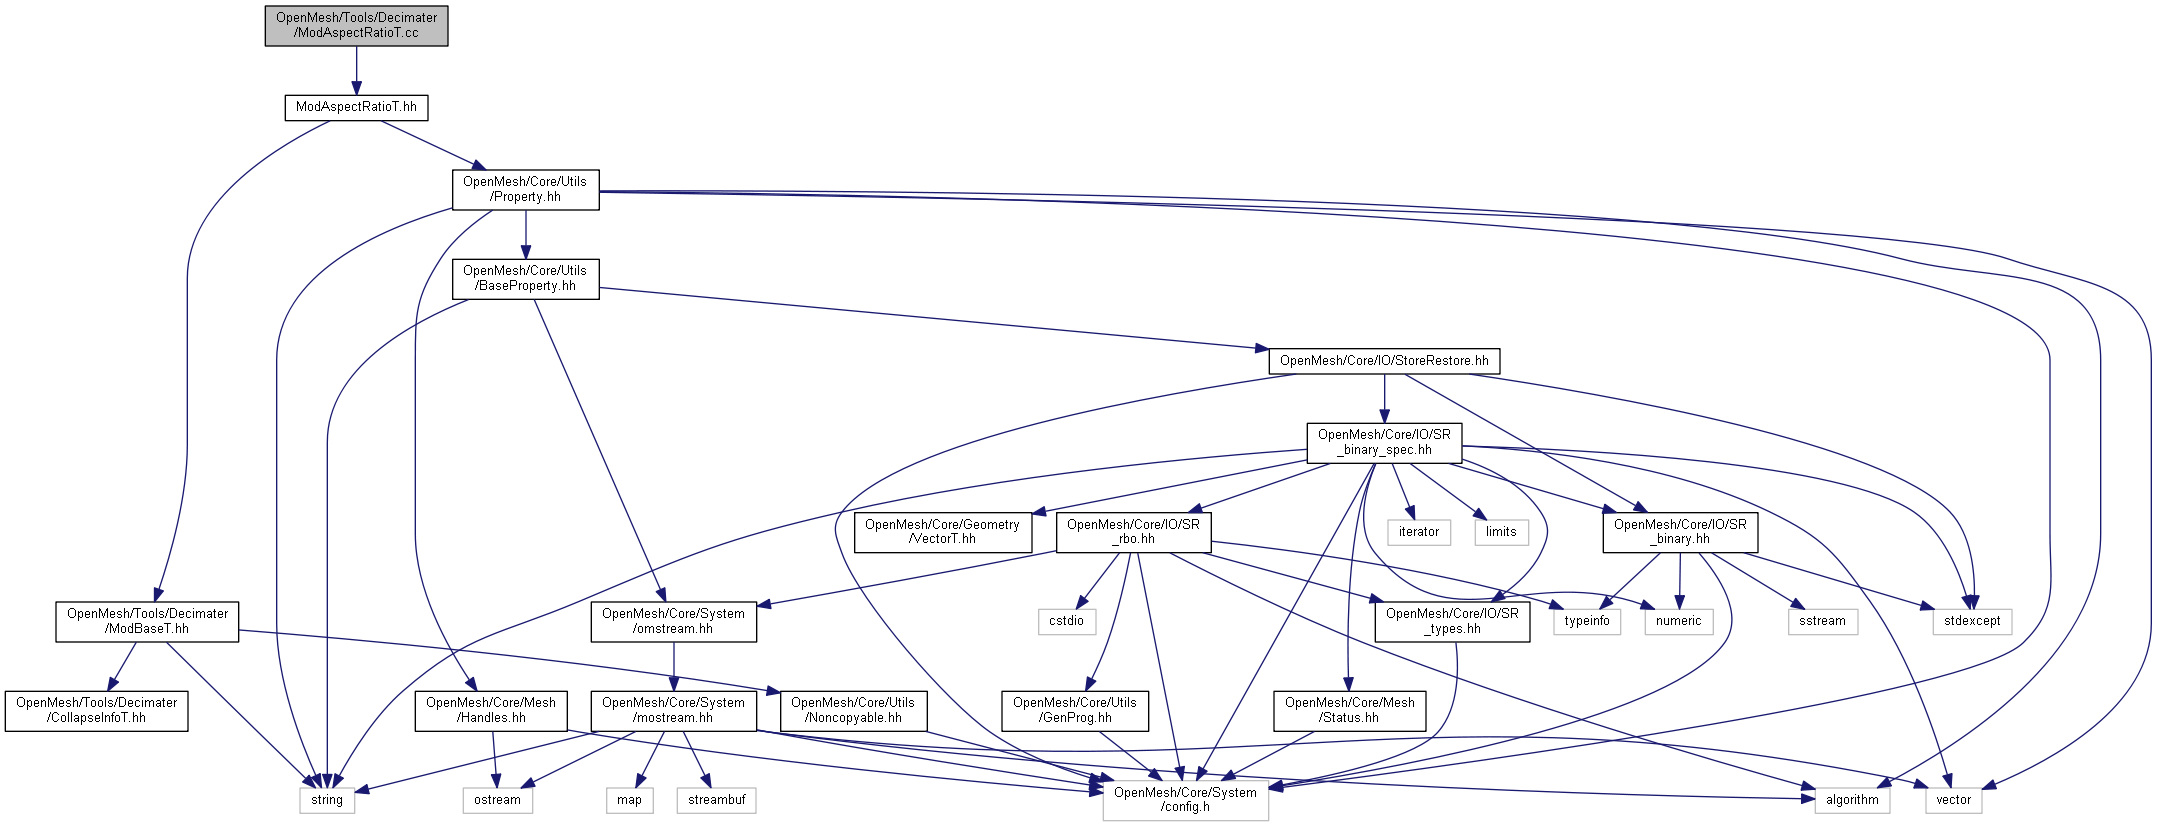 OpenMesh/Tools/Decimater
/ModAspectRatioT.cc
ModAspectRatioT.hh
OpenMesh/Core/Utils
/Property.hh
OpenMesh/Core/Utils
/BaseProperty.hh
OpenMesh/Core/IO/StoreRestore.hh
OpenMesh/Core/IO/SR
_binary_spec.hh
OpenMesh/Core/Geometry
/VectorT.hh
OpenMesh/Core/IO/SR
_rbo.hh
iterator
limits
OpenMesh/Core/IO/SR
_binary.hh
OpenMesh/Tools/Decimater
/ModBaseT.hh
OpenMesh/Core/System
/omstream.hh
cstdio
OpenMesh/Core/IO/SR
_types.hh
typeinfo
numeric
sstream
stdexcept
OpenMesh/Tools/Decimater
/CollapseInfoT.hh
OpenMesh/Core/Mesh
/Handles.hh
OpenMesh/Core/System
/mostream.hh
OpenMesh/Core/Utils
/Noncopyable.hh
OpenMesh/Core/Utils
/GenProg.hh
OpenMesh/Core/Mesh
/Status.hh
string
ostream
map
streambuf
OpenMesh/Core/System
/config.h
algorithm
vector